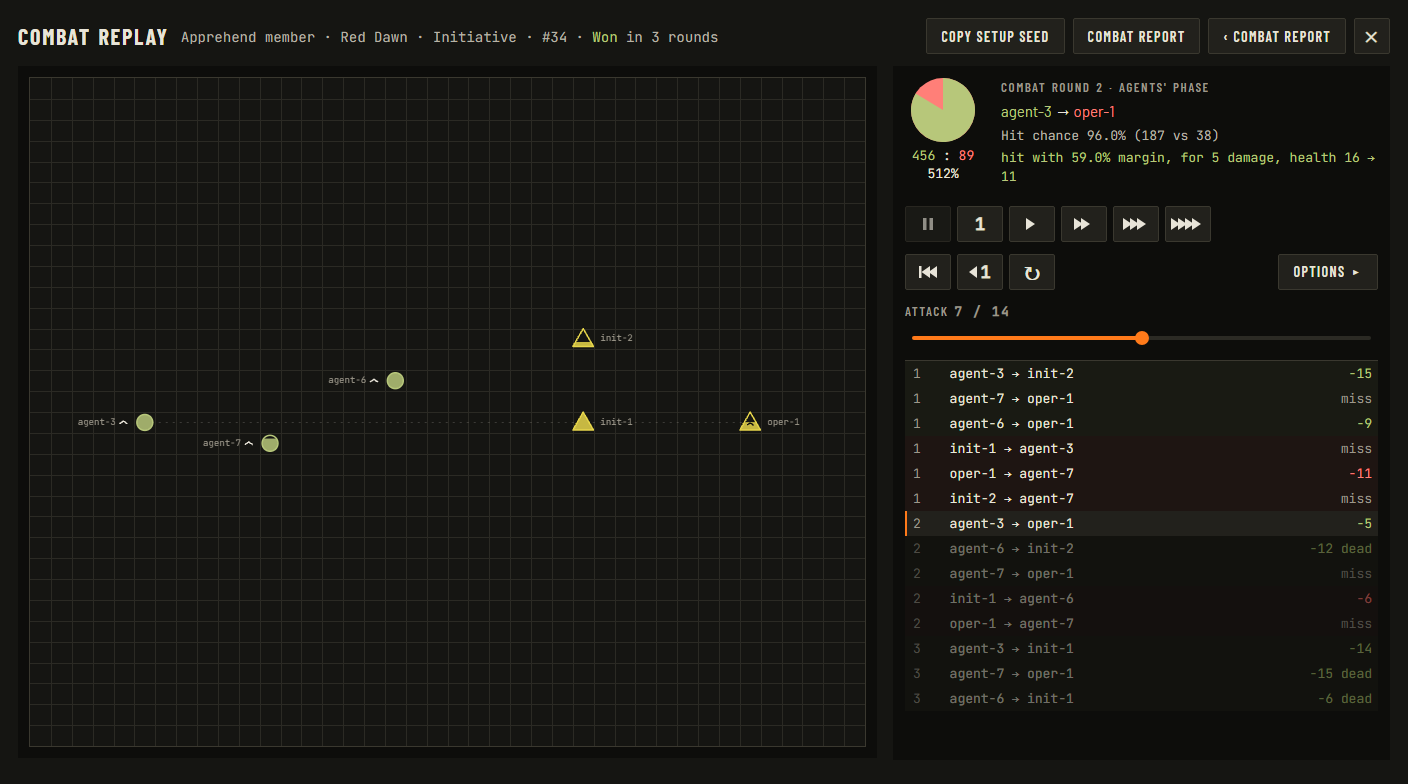 COMBAT REPLAY Apprehend member · Red Dawn · Initiative · #34 · Won in 3 rounds
COPY SETUP SEED
COMBAT REPORT
‹ COMBAT REPORT
✕
init-2
agent-6
agent-3
init-1
oper-1
agent-7
COMBAT ROUND 2 · AGENTS' PHASE
agent-3 → oper-1
Hit chance 96.0% (187 vs 38)
hit with 59.0% margin, for 5 damage, health 16 →
11
456 : 89
512%
1
1
OPTIONS ▸
ATTACK 7 / 14
1 agent-3 → init-2 -15
1 agent-7 → oper-1 miss
1 agent-6 → oper-1 -9
1 init-1 → agent-3 miss
1 oper-1 → agent-7 -11
1 init-2 → agent-7 miss
2 agent-3 → oper-1 -5
2 agent-6 → init-2 -12 dead
2 agent-7 → oper-1 miss
2 init-1 → agent-6 -6
2 oper-1 → agent-7 miss
3 agent-3 → init-1 -14
3 agent-7 → oper-1 -15 dead
3 agent-6 → init-1 -6 dead